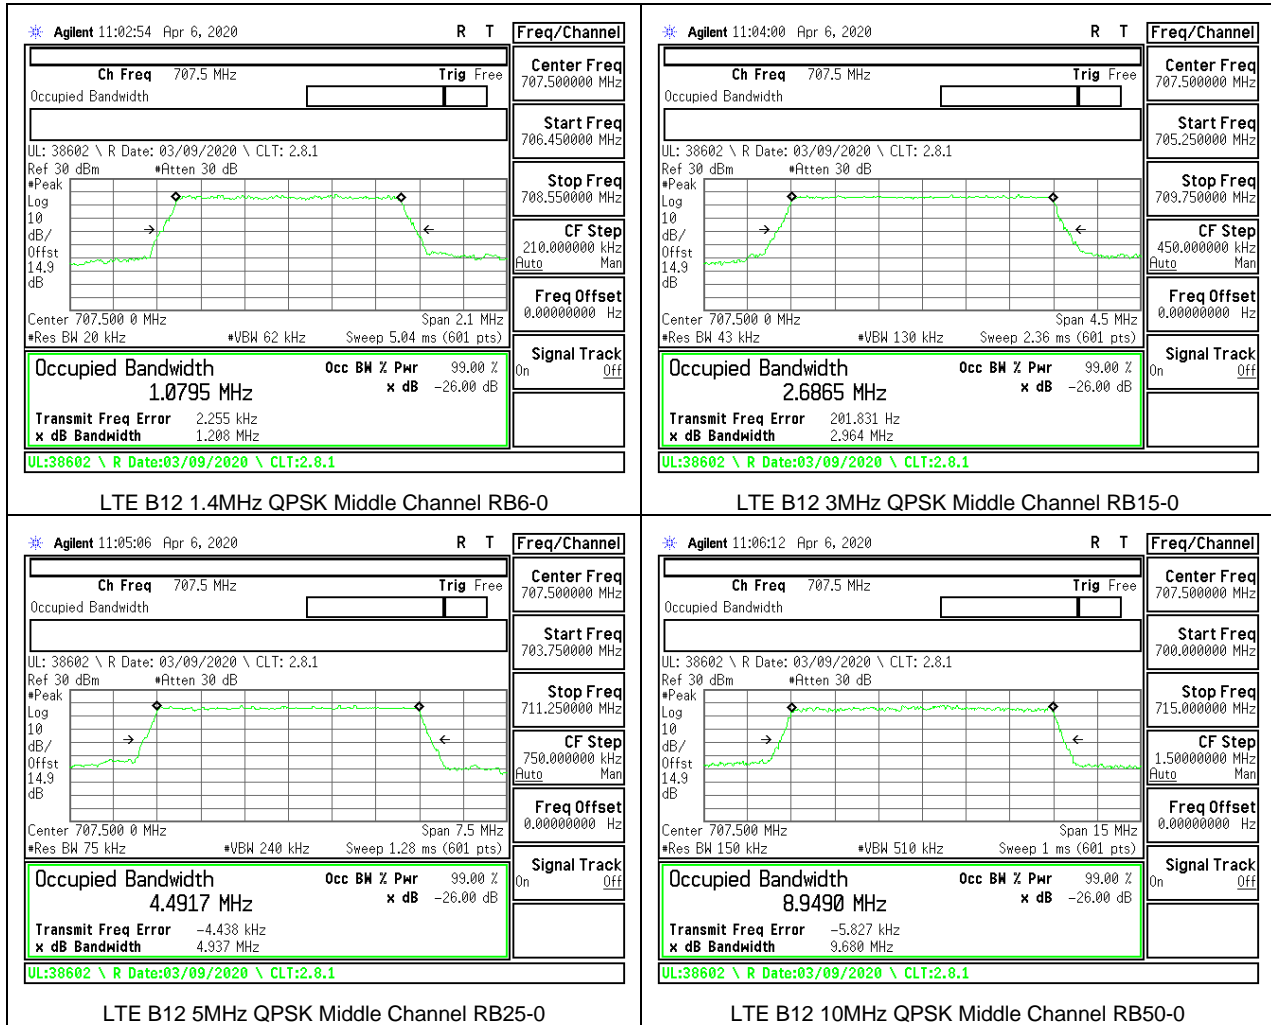 Agilent 11:02:54 Apr 6, 2020 R T Freq/Channel
Ch Freq 707.5 MHz Trig Free
Occupied Bandwidth
Center Freq
707.500000 MHz
Start Freq
706.450000 MHz
UL: 38602 \ R Date: 03/09/2020 \ CLT: 2.8.1
Ref 30 dBm #Atten 30 dB
#Peak
Log
10
dB/
Offst
14.9
dB
Stop Freq
708.550000 MHz
CF Step
210.000000 kHz
Auto Man
Freq Offset
0.00000000 Hz
Center 707.500 0 MHz Span 2.1 MHz
#Res BW 20 kHz #VBW 62 kHz Sweep 5.04 ms (601 pts)
Signal Track
On Off
Occupied Bandwidth Occ BW % Pwr 99.00 %
1.0795 MHz x dB -26.00 dB
Transmit Freq Error 2.255 kHz
x dB Bandwidth 1.208 MHz
UL:38602 \ R Date:03/09/2020 \ CLT:2.8.1
LTE B12 1.4MHz QPSK Middle Channel RB6-0
Agilent 11:04:00 Apr 6, 2020 R T Freq/Channel
Ch Freq 707.5 MHz Trig Free
Occupied Bandwidth
Center Freq
707.500000 MHz
Start Freq
705.250000 MHz
UL: 38602 \ R Date: 03/09/2020 \ CLT: 2.8.1
Ref 30 dBm #Atten 30 dB
#Peak
Log
10
dB/
Offst
14.9
dB
Stop Freq
709.750000 MHz
CF Step
450.000000 kHz
Auto Man
Freq Offset
0.00000000 Hz
Center 707.500 0 MHz Span 4.5 MHz
#Res BW 43 kHz #VBW 130 kHz Sweep 2.36 ms (601 pts)
Signal Track
On Off
Occupied Bandwidth Occ BW % Pwr 99.00 %
2.6865 MHz x dB -26.00 dB
Transmit Freq Error 201.831 Hz
x dB Bandwidth 2.964 MHz
UL:38602 \ R Date:03/09/2020 \ CLT:2.8.1
LTE B12 3MHz QPSK Middle Channel RB15-0
Agilent 11:05:06 Apr 6, 2020 R T Freq/Channel
Ch Freq 707.5 MHz Trig Free
Occupied Bandwidth
Center Freq
707.500000 MHz
Start Freq
703.750000 MHz
UL: 38602 \ R Date: 03/09/2020 \ CLT: 2.8.1
Ref 30 dBm #Atten 30 dB
#Peak
Log
10
dB/
Offst
14.9
dB
Stop Freq
711.250000 MHz
CF Step
750.000000 kHz
Auto Man
Freq Offset
0.00000000 Hz
Center 707.500 0 MHz Span 7.5 MHz
#Res BW 75 kHz #VBW 240 kHz Sweep 1.28 ms (601 pts)
Signal Track
On Off
Occupied Bandwidth Occ BW % Pwr 99.00 %
4.4917 MHz x dB -26.00 dB
Transmit Freq Error -4.438 kHz
x dB Bandwidth 4.937 MHz
UL:38602 \ R Date:03/09/2020 \ CLT:2.8.1
LTE B12 5MHz QPSK Middle Channel RB25-0
Agilent 11:06:12 Apr 6, 2020 R T Freq/Channel
Ch Freq 707.5 MHz Trig Free
Occupied Bandwidth
Center Freq
707.500000 MHz
Start Freq
700.000000 MHz
UL: 38602 \ R Date: 03/09/2020 \ CLT: 2.8.1
Ref 30 dBm #Atten 30 dB
#Peak
Log
10
dB/
Offst
14.9
dB
Stop Freq
715.000000 MHz
CF Step
1.50000000 MHz
Auto Man
Freq Offset
0.00000000 Hz
Center 707.500 MHz Span 15 MHz
#Res BW 150 kHz #VBW 510 kHz Sweep 1 ms (601 pts)
Signal Track
On Off
Occupied Bandwidth Occ BW % Pwr 99.00 %
8.9490 MHz x dB -26.00 dB
Transmit Freq Error -5.827 kHz
x dB Bandwidth 9.680 MHz
UL:38602 \ R Date:03/09/2020 \ CLT:2.8.1
LTE B12 10MHz QPSK Middle Channel RB50-0